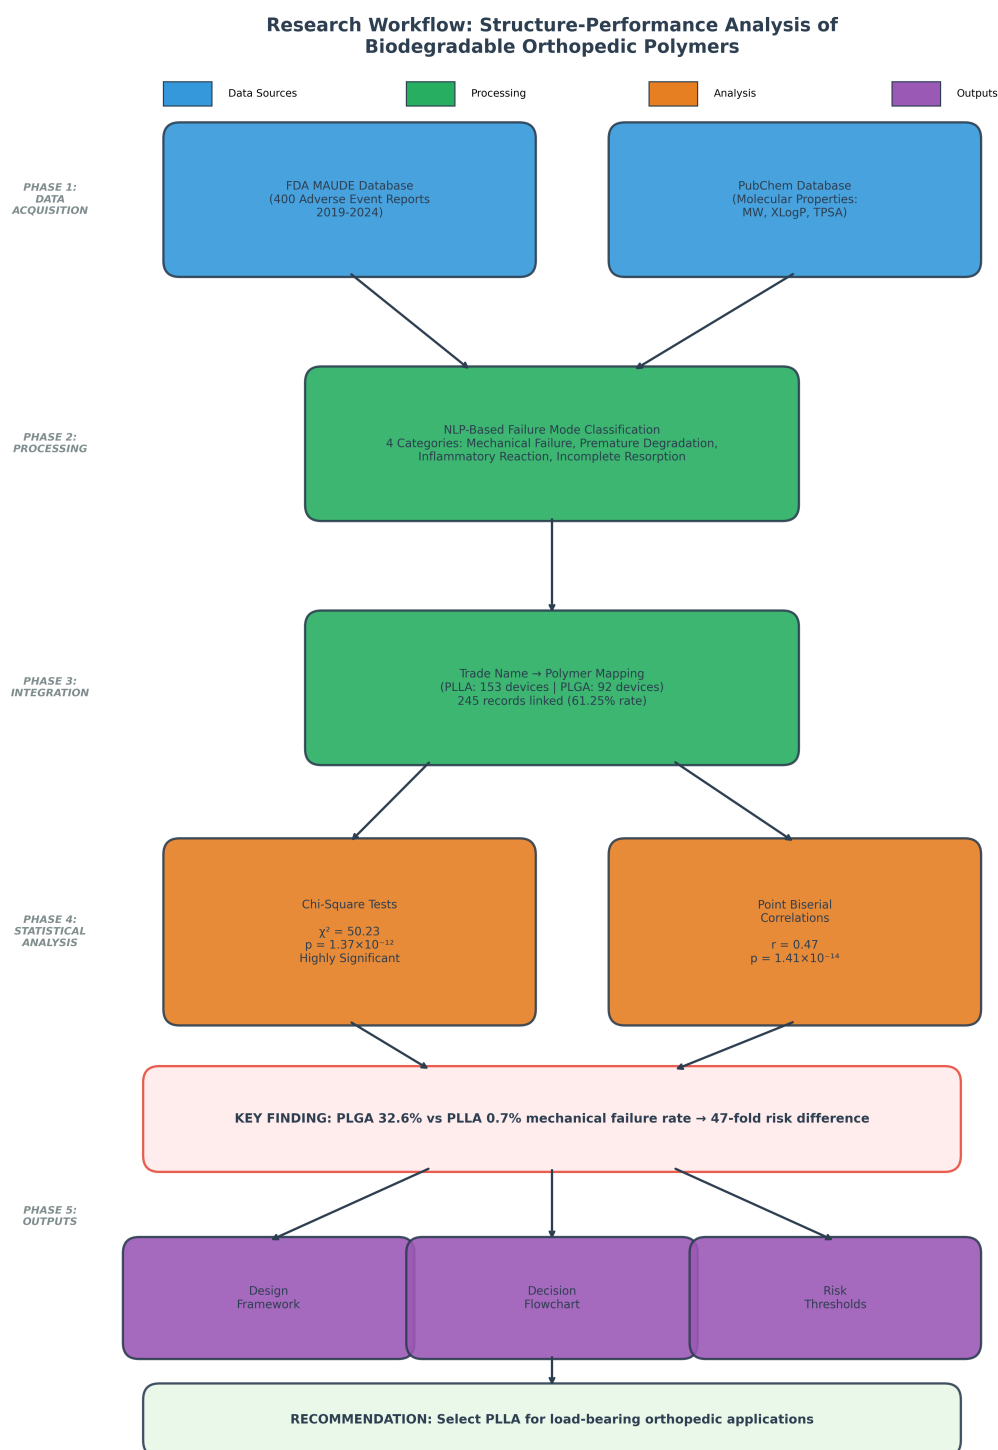 Research Workflow: Structure-Performance Analysis of
Biodegradable Orthopedic Polymers
Data Sources
Processing
Analysis
Outputs
PHASE 1:
DATA
ACQUISITION
FDA MAUDE Database
(400 Adverse Event Reports
2019-2024)
PubChem Database
(Molecular Properties:
MW, XLogP, TPSA)
PHASE 2:
PROCESSING
NLP-Based Failure Mode Classification
4 Categories: Mechanical Failure, Premature Degradation,
Inflammatory Reaction, Incomplete Resorption
PHASE 3:
INTEGRATION
Trade Name → Polymer Mapping
(PLLA: 153 devices | PLGA: 92 devices)
245 records linked (61.25% rate)
PHASE 4:
STATISTICAL
ANALYSIS
Chi-Square Tests
χ² = 50.23
p = 1.37×10⁻¹²
Highly Significant
Point Biserial
Correlations
r = 0.47
p = 1.41×10⁻¹⁴
KEY FINDING: PLGA 32.6% vs PLLA 0.7% mechanical failure rate → 47-fold risk difference
PHASE 5:
OUTPUTS
Design
Framework
Decision
Flowchart
Risk
Thresholds
RECOMMENDATION: Select PLLA for load-bearing orthopedic applications